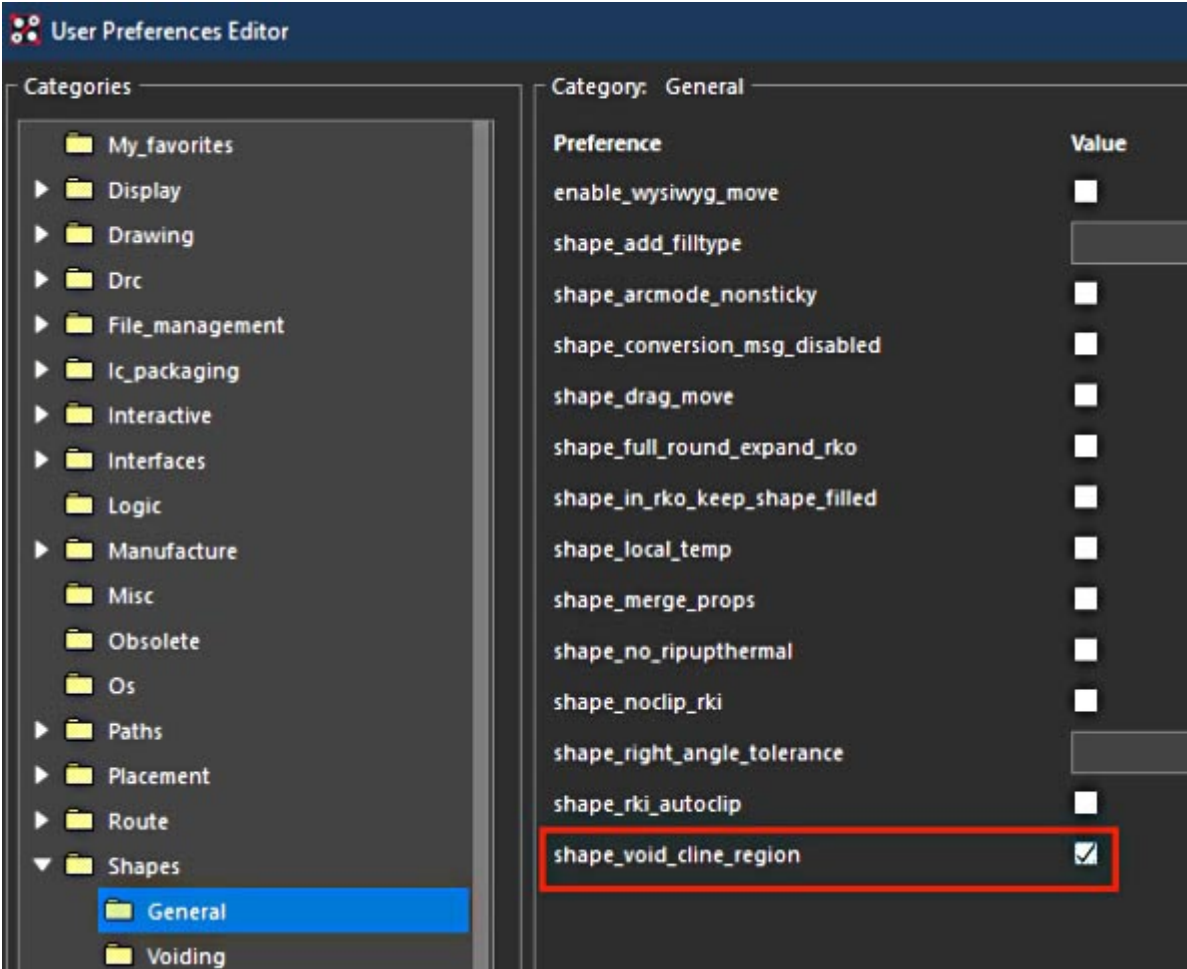 User Preferences Editor
Categories
My_favorites
Display
Drawing
Drc
File_management
Ic_packaging
Interactive
Interfaces
Logic
Manufacture
Misc
Obsolete
Os
Paths
Placement
Route
Shapes
General
Voiding
Category: General
Preference Value
enable_wysiwyg_move
shape_add_filltype
shape_arcmode_nonsticky
shape_conversion_msg_disabled
shape_drag_move
shape_full_round_expand_rko
shape_in_rko_keep_shape_filled
shape_local_temp
shape_merge_props
shape_no_ripupthermal
shape_noclip_rki
shape_right_angle_tolerance
shape_rki_autoclip
shape_void_cline_region